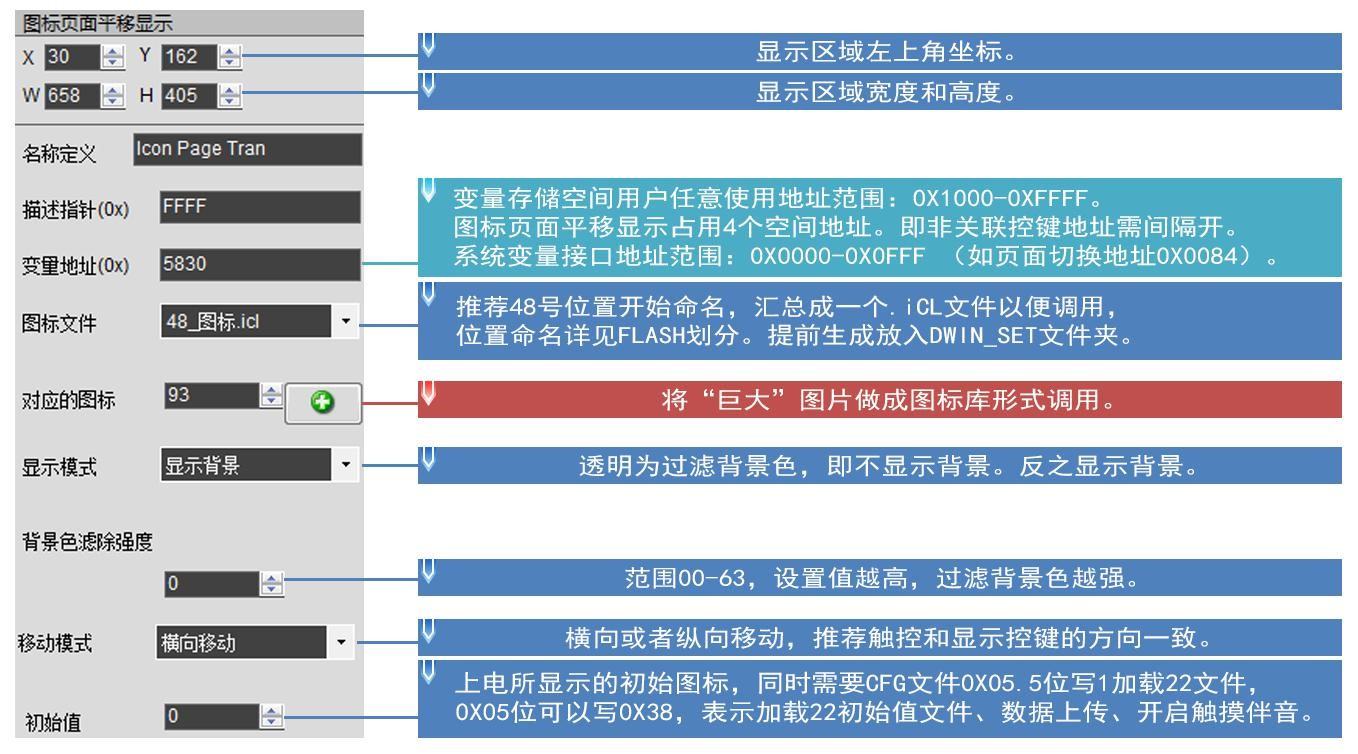 图标页面平移显示
X 30 Y 162
显示区域左上角坐标。
W 658 H 405
显示区域宽度和高度。
名称定义 Icon Page Tran
描述指针(0x) FFFF
变量存储空间用户任意使用地址范围：0X1000-0XFFFF。
图标页面平移显示占用4个空间地址。即非关联控键地址需间隔开。
系统变量接口地址范围：0X0000-0X0FFF （如页面切换地址0X0084）。
变量地址(0x) 5830
图标文件 48_图标.icl
推荐48号位置开始命名，汇总成一个.iCL文件以便调用，
位置命名详见FLASH划分。提前生成放入DWIN_SET文件夹。
对应的图标 93
将“巨大”图片做成图标库形式调用。
显示模式 显示背景
透明为过滤背景色，即不显示背景。反之显示背景。
背景色滤除强度
0
范围00-63，设置值越高，过滤背景色越强。
移动模式 横向移动
横向或者纵向移动，推荐触控和显示控键的方向一致。
初始值 0
上电所显示的初始图标，同时需要CFG文件0X05.5位写1加载22文件，
0X05位可以写0X38，表示加载22初始值文件、数据上传、开启触摸伴音。